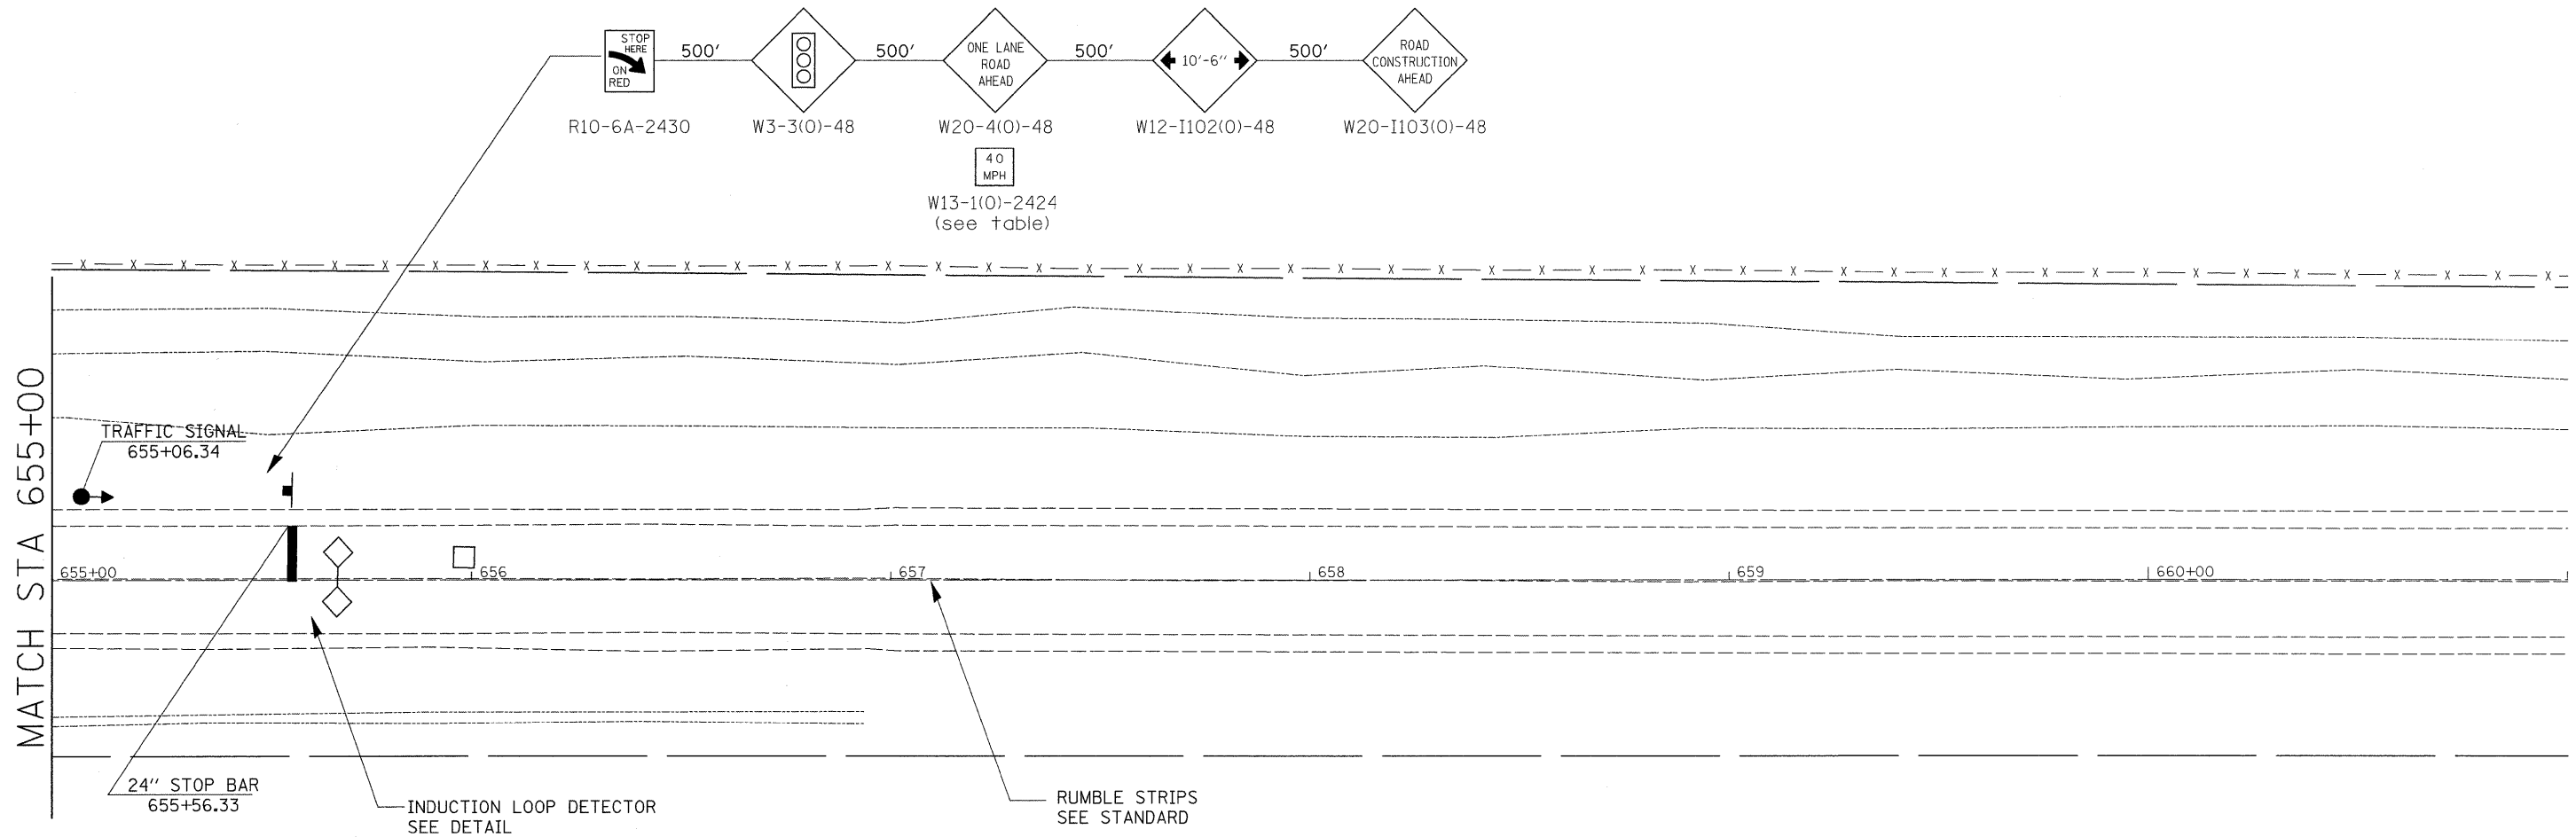 STOP
HERE
ON
RED
500'
500'
ONE LANE
ROAD
AHEAD
500'
10'-6"
500'
ROAD
CONSTRUCTION
AHEAD
R10-6A-2430
W3-3(O)-48
W20-4(O)-48
W12-I102(O)-48
W20-I103(O)-48
40
MPH
W13-1(O)-2424
(see table)
X X X X X X X X X X X X X X X X X X X X X X X X X X X X X X X X X X X X X X X X X X X X X X X X X X
MATCH STA 655+00
TRAFFIC SIGNAL
655+06.34
655+00
656
657
658
659
660+00
24" STOP BAR
655+56.33
INDUCTION LOOP DETECTOR
SEE DETAIL
RUMBLE STRIPS
SEE STANDARD